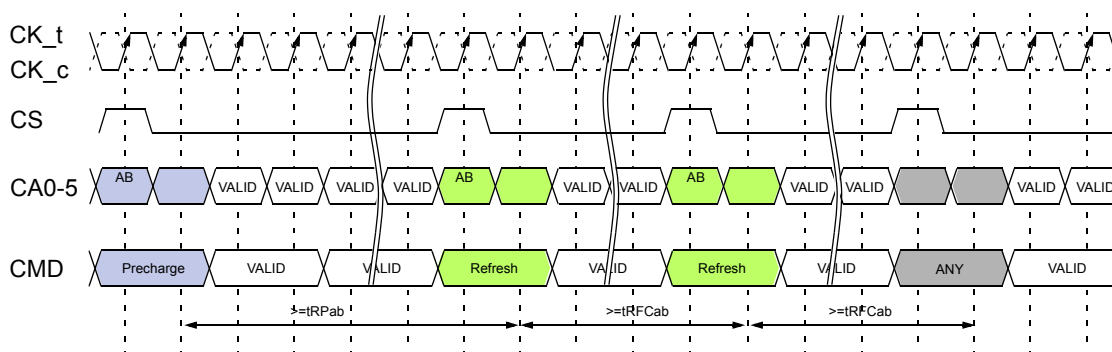 CK_t
CK_c
CS
CA0-5 AB VALID VALID VALID VALID AB VALID VALID AB VALID VALID VALID VALID
CMD Precharge VALID VALID Refresh VALID Refresh VALID ANY VALID
>=tRPab >=tRFCab >=tRFCab